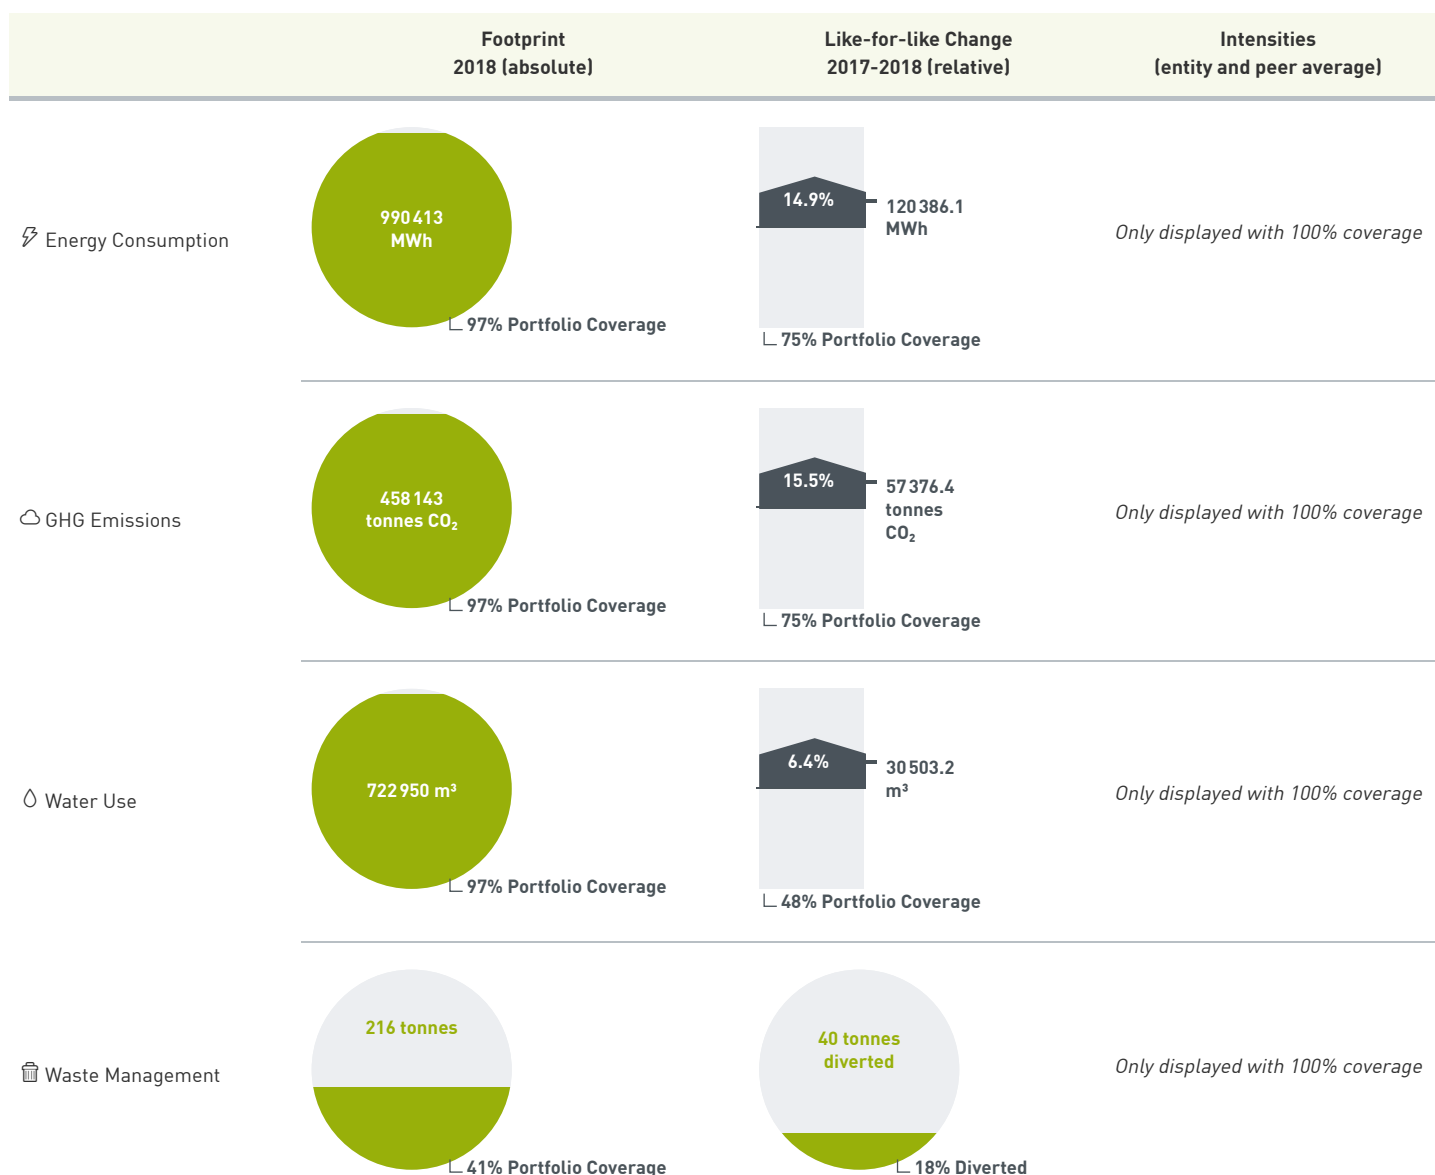 Footprint
2018 (absolute)
Like-for-like Change
2017-2018 (relative)
Intensities
(entity and peer average)
Energy Consumption
990 413
MWh
97% Portfolio Coverage
14.9%
120 386.1
MWh
75% Portfolio Coverage
Only displayed with 100% coverage
GHG Emissions
458 143
tonnes CO₂
97% Portfolio Coverage
15.5%
57 376.4
tonnes
CO₂
75% Portfolio Coverage
Only displayed with 100% coverage
Water Use
722 950 m³
97% Portfolio Coverage
6.4%
30 503.2
m³
48% Portfolio Coverage
Only displayed with 100% coverage
Waste Management
216 tonnes
41% Portfolio Coverage
40 tonnes
diverted
18% Diverted
Only displayed with 100% coverage